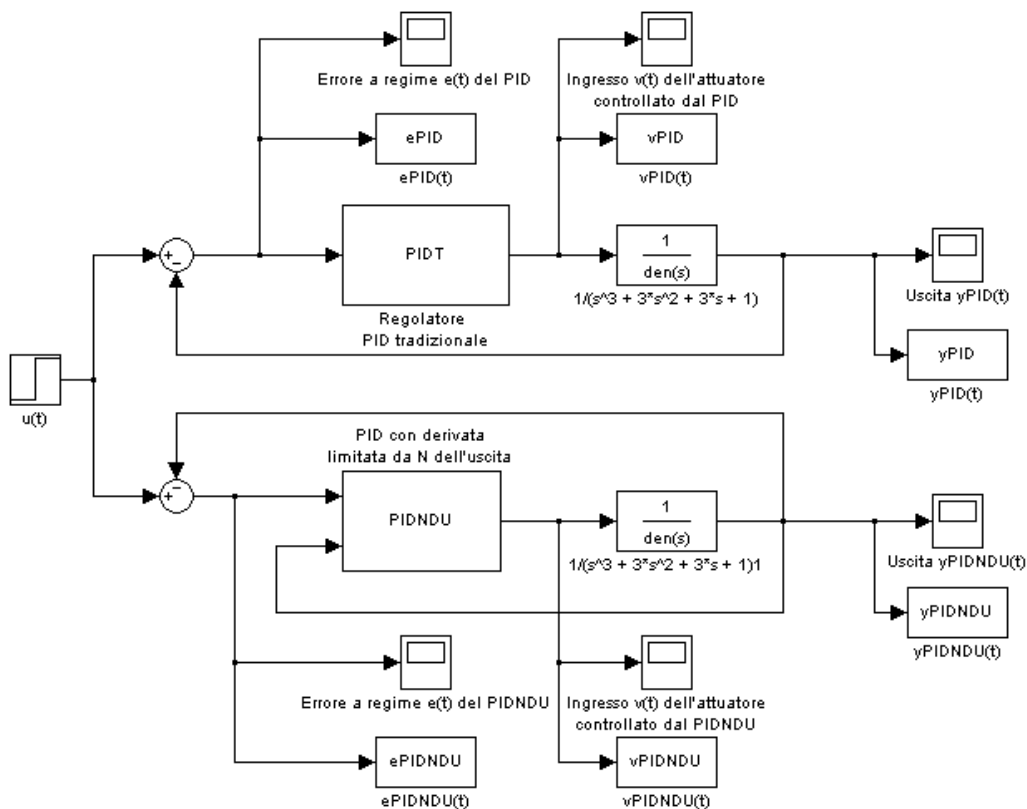 Errore a regime e(t) del PID
Ingresso v(t) dell'attuatore
controllato dal PID
ePID
ePID(t)
vPID
vPID(t)
+
−
PIDT
Regolatore
PID tradizionale
1
den(s)
1/(s^3 + 3*s^2 + 3*s + 1)
Uscita yPID(t)
yPID
yPID(t)
u(t)
PID con derivata
limitata da N dell'uscita
−
+
PIDNDU
1
den(s)
1/(s^3 + 3*s^2 + 3*s + 1)1
Uscita yPIDNDU(t)
yPIDNDU
yPIDNDU(t)
Errore a regime e(t) del PIDNDU
Ingresso v(t) dell'attuatore
controllato dal PIDNDU
ePIDNDU
ePIDNDU(t)
vPIDNDU
vPIDNDU(t)